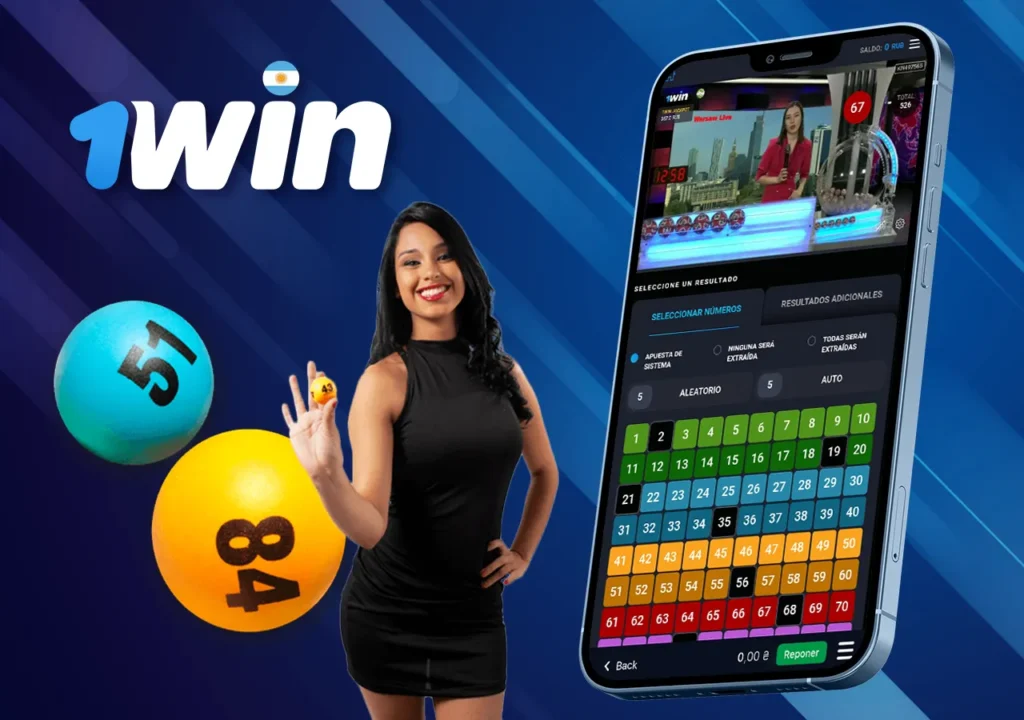 1win
51
84
43
SALDO: 0 RUB
1win
Warsaw Live
67
TOTAL:
526
12:58
SELECCIONE UN RESULTADO
SELECCIONAR NÚMEROS
RESULTADOS ADICIONALES
APUESTA DE
SISTEMA
NINGUNA SERÁ
EXTRAÍDA
TODAS SERÁN
EXTRAÍDAS
5 ALEATORIO
5 AUTO
1 2 3 4 5 6 7 8 9 10
11 12 13 14 15 16 17 18 19 20
21 22 23 24 25 26 27 28 29 30
31 32 33 34 35 36 37 38 39 40
41 42 43 44 45 46 47 48 49 50
51 52 53 54 55 56 57 58 59 60
61 62 63 64 65 66 67 68 69 70
Back
0,00 ₴
Reponer